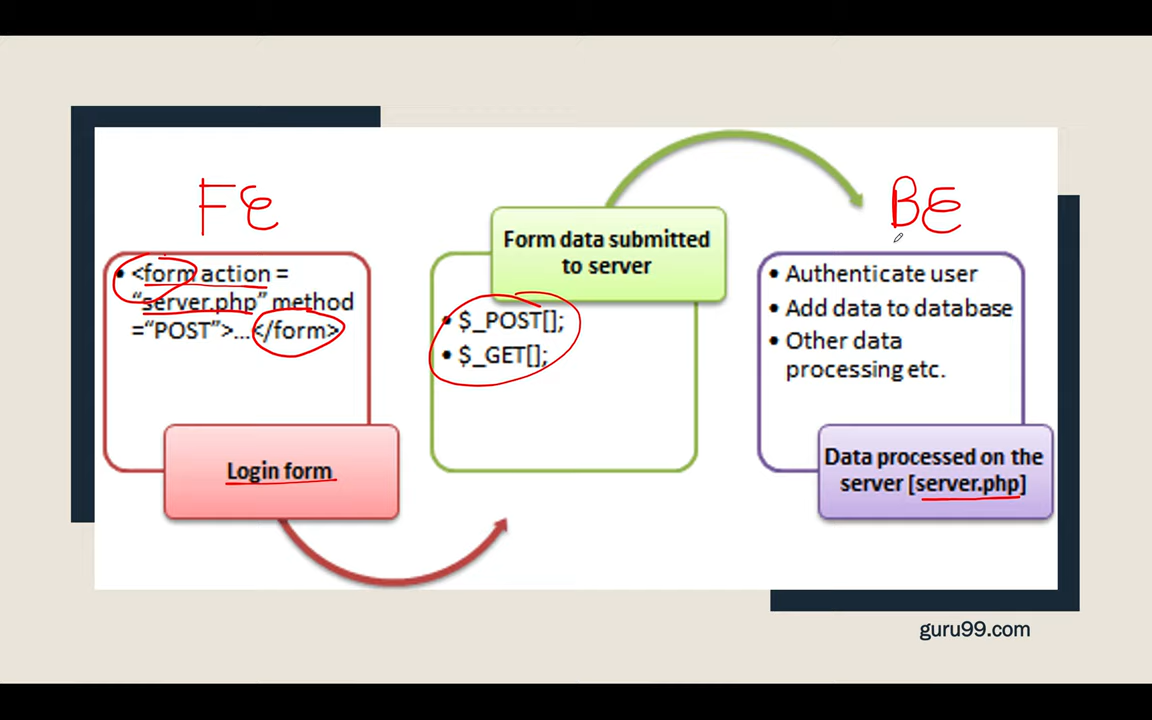 FE
• <form action =
“server.php” method
=“POST”>...</form>
Login form
Form data submitted
to server
• $_POST[];
• $_GET[];
BE
• Authenticate user
• Add data to database
• Other data
processing etc.
Data processed on the
server [server.php]
guru99.com